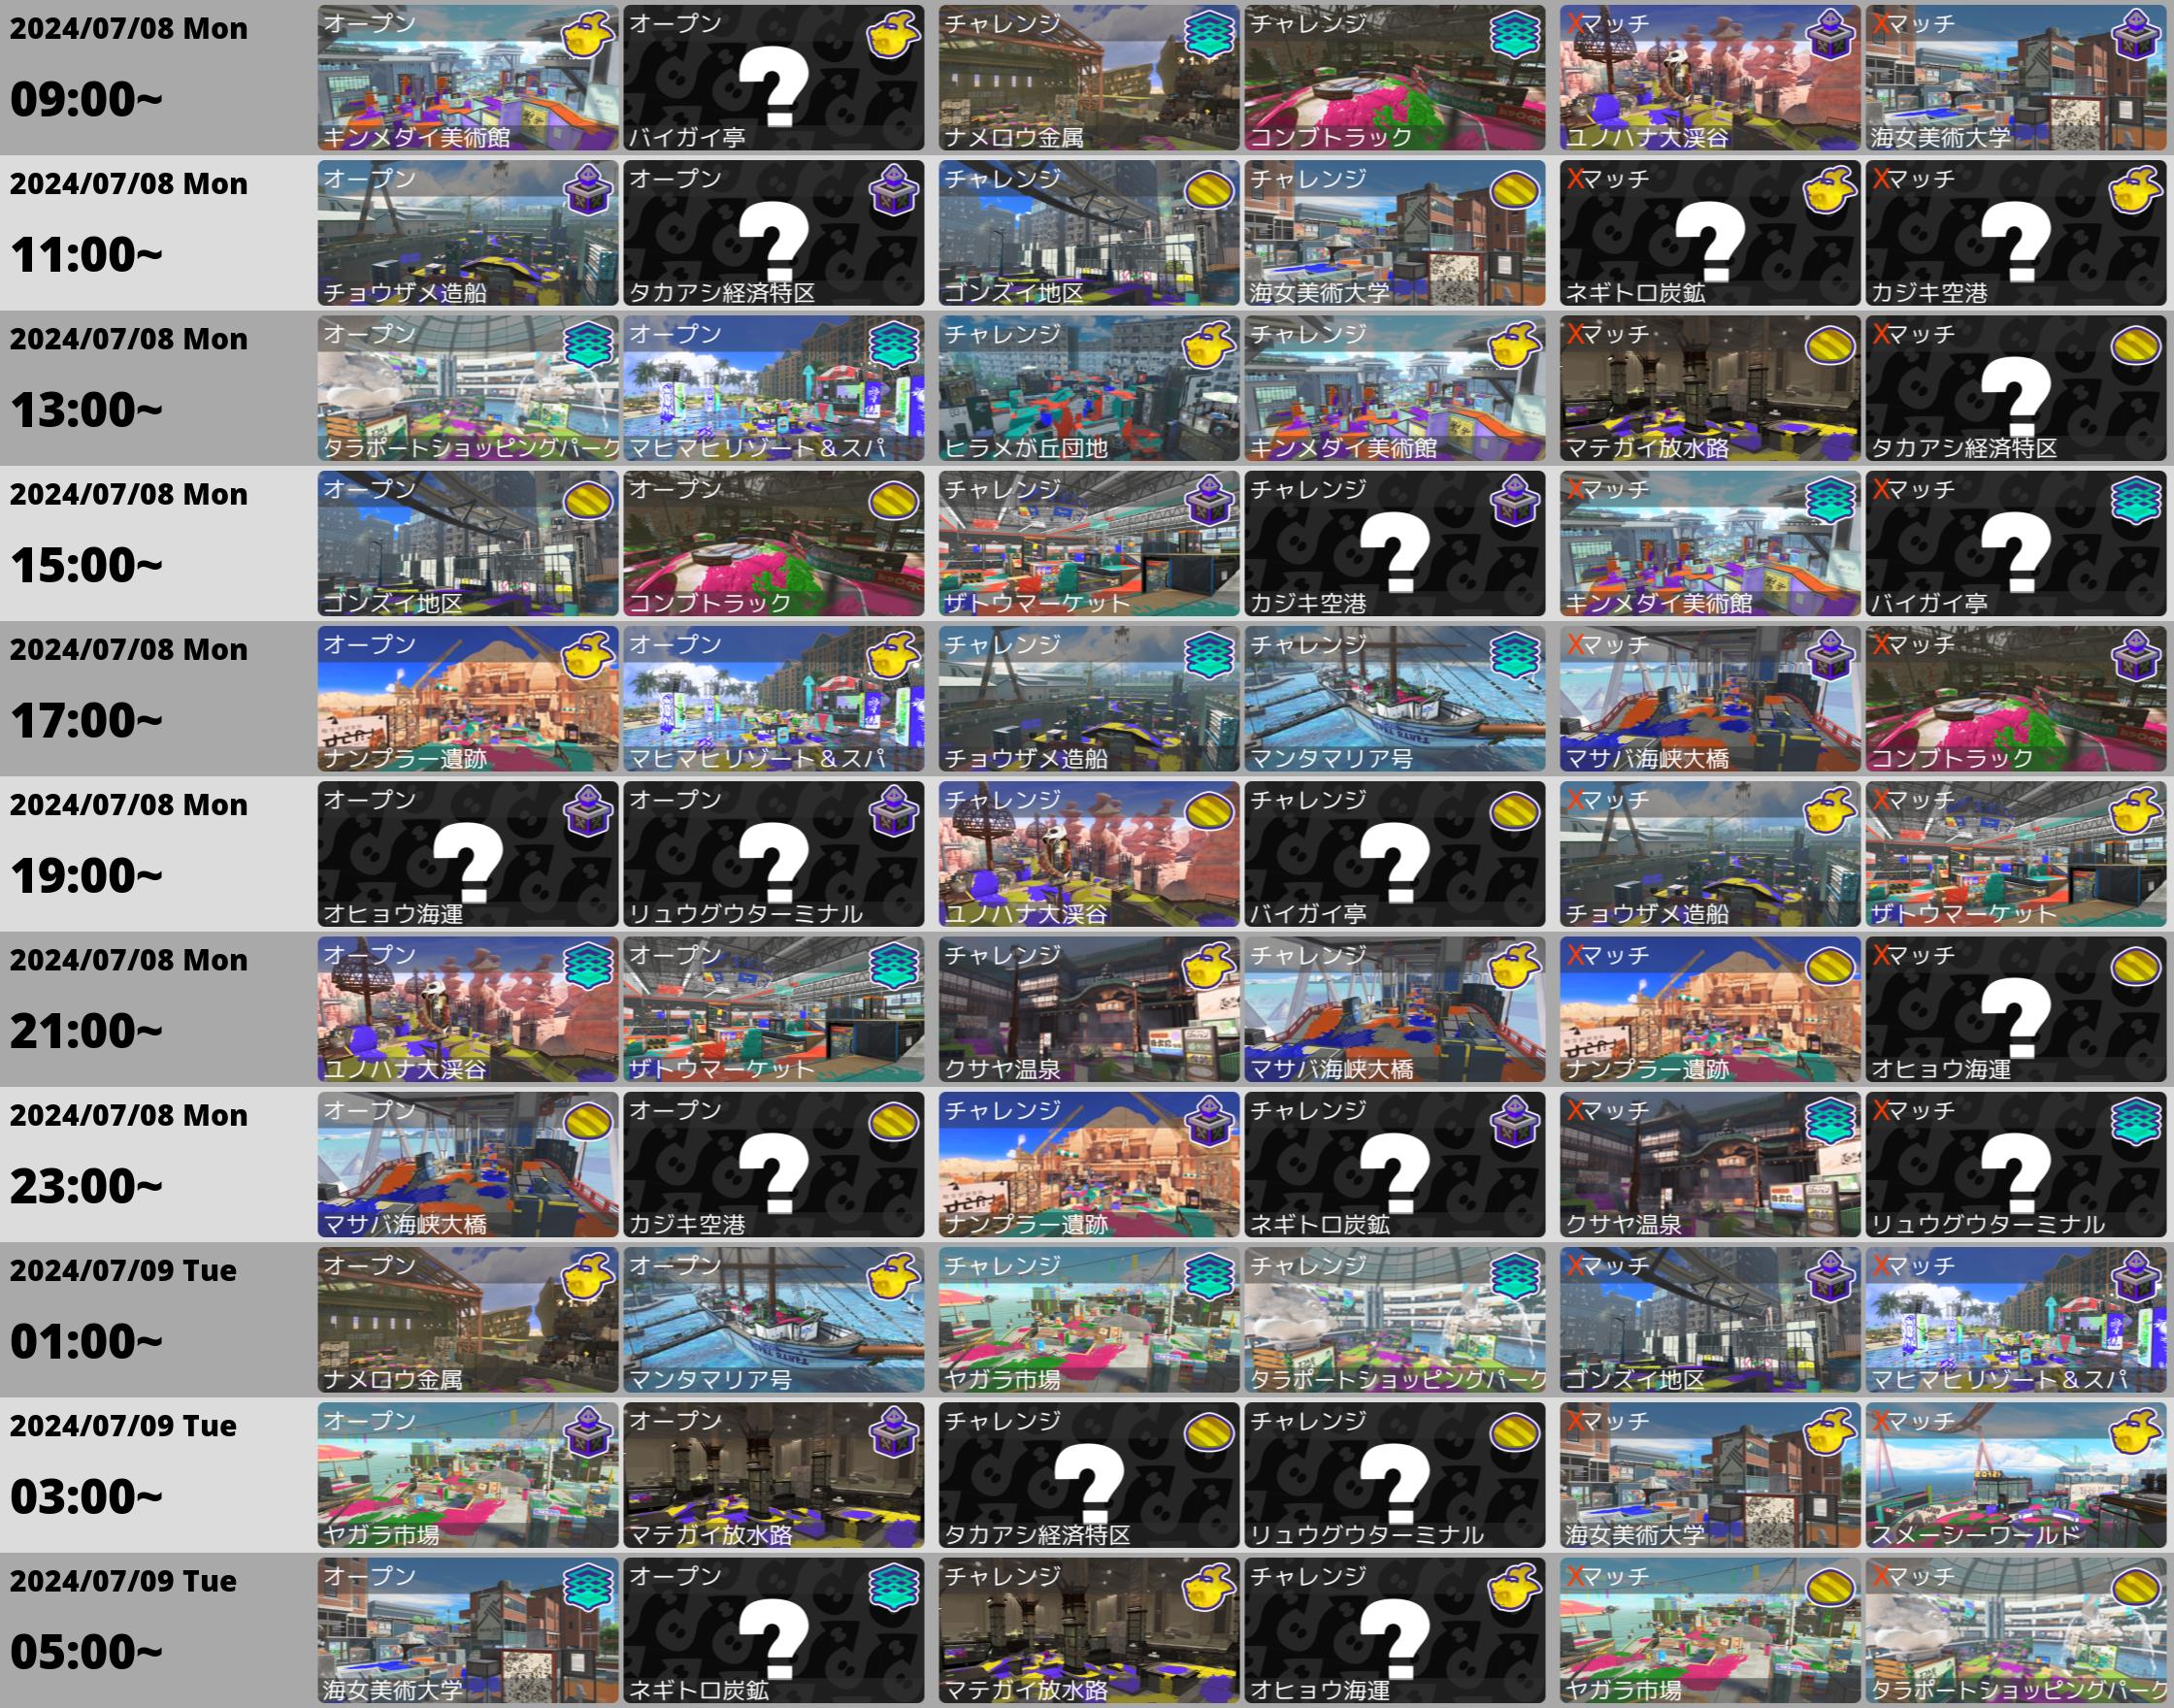 2024/07/08 Mon
09:00~
オープン
キンメダイ美術館
オープン
バイガイ亭
チャレンジ
ナメロウ金属
チャレンジ
コンブトラック
Xマッチ
ユノハナ大渓谷
Xマッチ
海女美術大学
2024/07/08 Mon
11:00~
オープン
チョウザメ造船
オープン
タカアシ経済特区
チャレンジ
ゴンズイ地区
チャレンジ
海女美術大学
Xマッチ
ネギトロ炭鉱
Xマッチ
カジキ空港
2024/07/08 Mon
13:00~
オープン
タラポートショッピングパーク
オープン
マヒマヒリゾート&スパ
チャレンジ
ヒラメが丘団地
チャレンジ
キンメダイ美術館
Xマッチ
マテガイ放水路
Xマッチ
タカアシ経済特区
2024/07/08 Mon
15:00~
オープン
ゴンズイ地区
オープン
コンブトラック
チャレンジ
ザトウマーケット
チャレンジ
カジキ空港
Xマッチ
キンメダイ美術館
Xマッチ
バイガイ亭
2024/07/08 Mon
17:00~
オープン
ナンプラー遺跡
オープン
マヒマヒリゾート&スパ
チャレンジ
チョウザメ造船
チャレンジ
マンタマリア号
Xマッチ
マサバ海峡大橋
Xマッチ
コンブトラック
2024/07/08 Mon
19:00~
オープン
オヒョウ海運
オープン
リュウグウターミナル
チャレンジ
ユノハナ大渓谷
チャレンジ
バイガイ亭
Xマッチ
チョウザメ造船
Xマッチ
ザトウマーケット
2024/07/08 Mon
21:00~
オープン
ユノハナ大渓谷
オープン
ザトウマーケット
チャレンジ
クサヤ温泉
チャレンジ
マサバ海峡大橋
Xマッチ
ナンプラー遺跡
Xマッチ
オヒョウ海運
2024/07/08 Mon
23:00~
オープン
マサバ海峡大橋
オープン
カジキ空港
チャレンジ
ナンプラー遺跡
チャレンジ
ネギトロ炭鉱
Xマッチ
クサヤ温泉
Xマッチ
リュウグウターミナル
2024/07/09 Tue
01:00~
オープン
ナメロウ金属
オープン
マンタマリア号
チャレンジ
ヤガラ市場
チャレンジ
タラポートショッピングパーク
Xマッチ
ゴンズイ地区
Xマッチ
マヒマヒリゾート&スパ
2024/07/09 Tue
03:00~
オープン
ヤガラ市場
オープン
マテガイ放水路
チャレンジ
タカアシ経済特区
チャレンジ
リュウグウターミナル
Xマッチ
海女美術大学
Xマッチ
スメーシーワールド
2024/07/09 Tue
05:00~
オープン
海女美術大学
オープン
ネギトロ炭鉱
チャレンジ
マテガイ放水路
チャレンジ
オヒョウ海運
Xマッチ
ヤガラ市場
Xマッチ
タラポートショッピングパーク